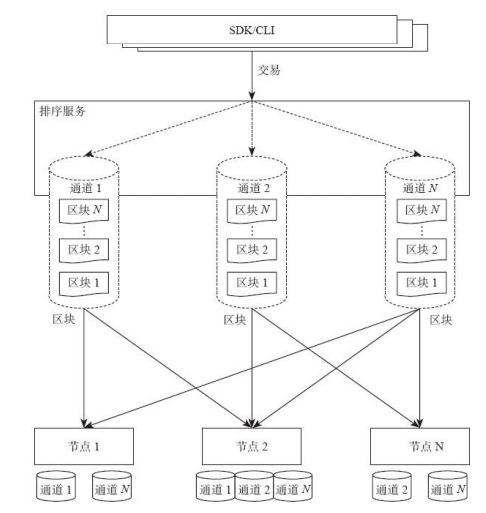 SDK/CLI
交易
排序服务
通道 1
通道 2
通道 N
区块 N
区块 N
区块 N
区块 2
区块 2
区块 2
区块 1
区块 1
区块 1
区块
区块
区块
节点 1
节点 2
节点 N
通道 1
通道 N
通道 1
通道 2
通道 N
通道 2
通道 N